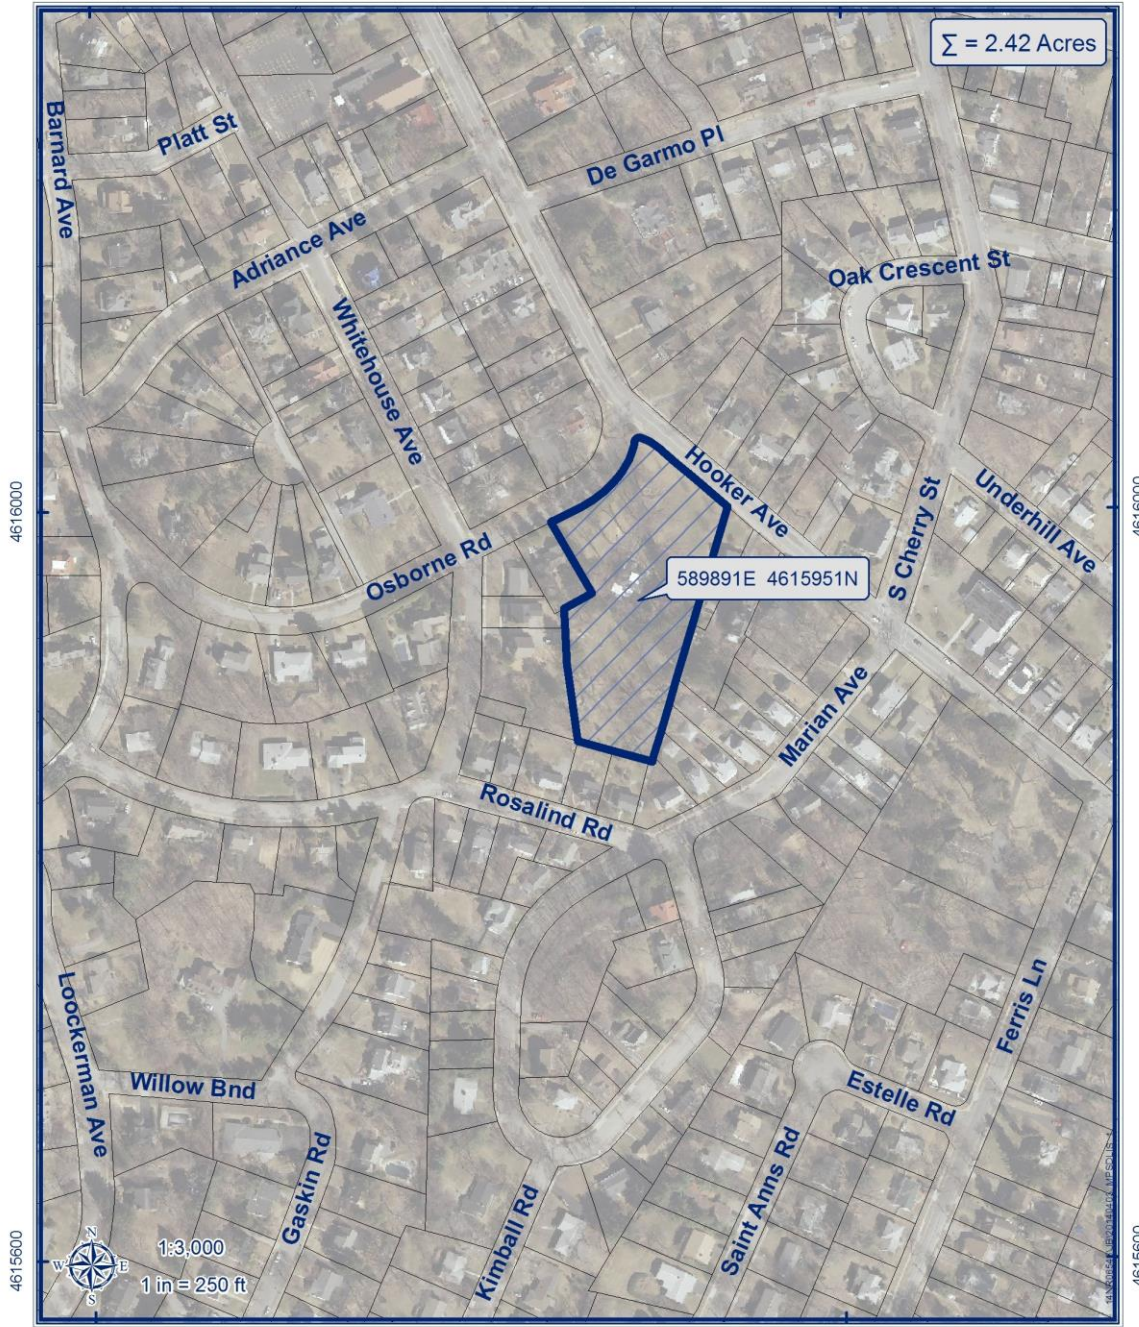 ∑ = 2.42 Acres
Barnard Ave
Platt St
De Garmo Pl
Adriance Ave
Oak Crescent St
Whitehouse Ave
Hooker Ave
Underhill Ave
S Cherry St
4616000
4616000
Osborne Rd
589891E 4615951N
Marian Ave
Rosalind Rd
Loockerman Ave
Ferris Ln
Willow Bnd
Estelle Rd
Gaskin Rd
Kimball Rd
Saint Anns Rd
4615600
4615600
N
W
E
S
1:3,000
1 in = 250 ft